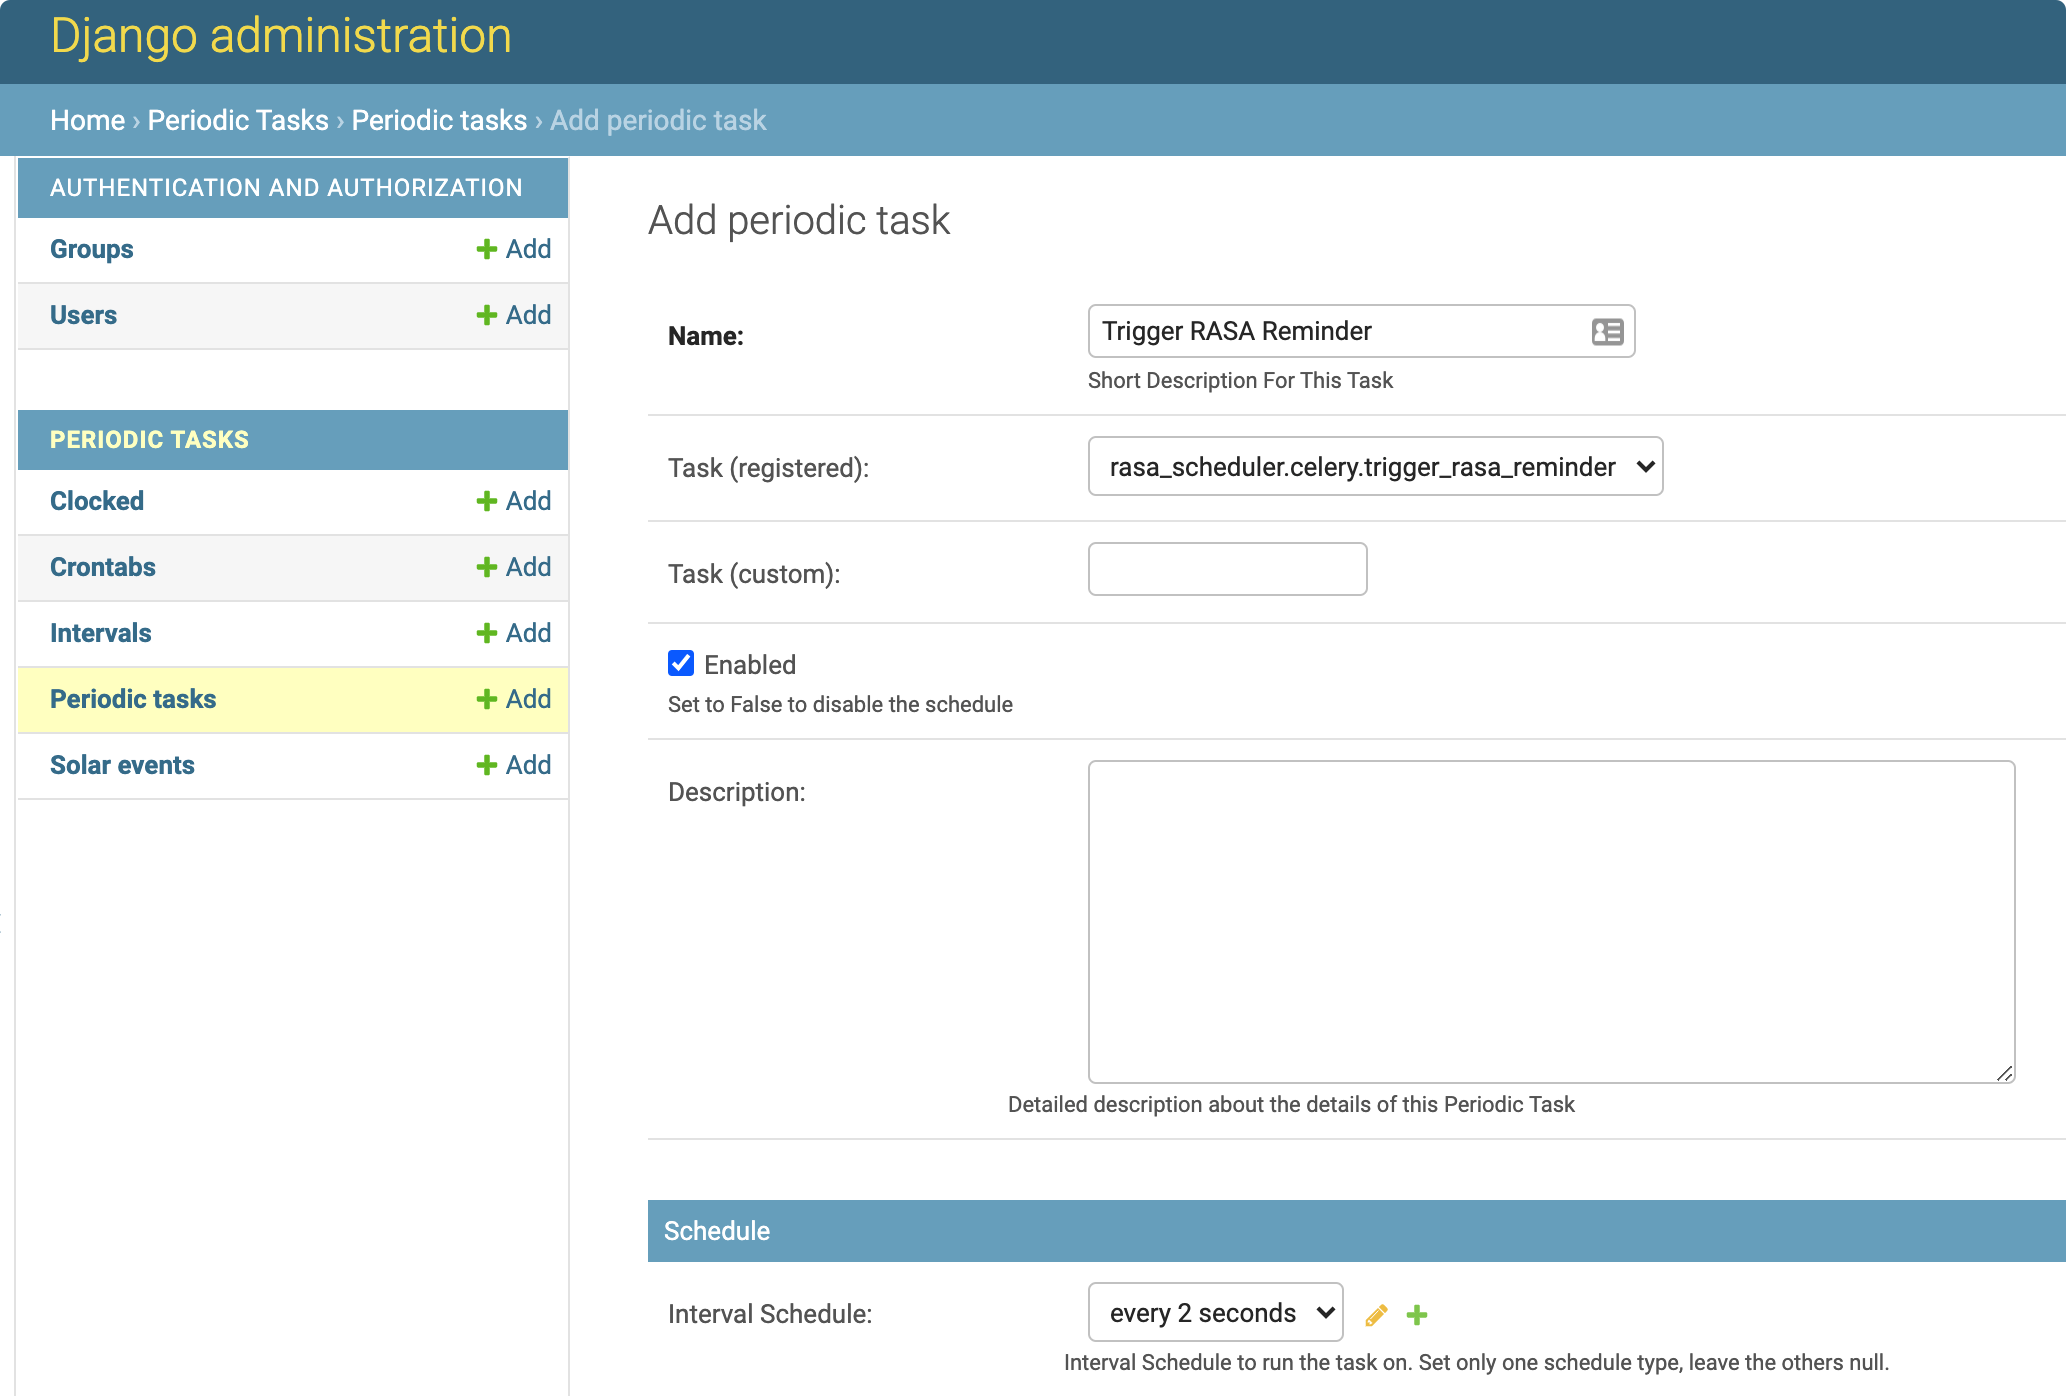 Django administration
Home › Periodic Tasks › Periodic tasks › Add periodic task
AUTHENTICATION AND AUTHORIZATION
Groups Add
Users Add
PERIODIC TASKS
Clocked Add
Crontabs Add
Intervals Add
Periodic tasks Add
Solar events Add
Add periodic task
Name: Trigger RASA Reminder
Short Description For This Task
Task (registered): rasa_scheduler.celery.trigger_rasa_reminder
Task (custom):
Enabled
Set to False to disable the schedule
Description:
Detailed description about the details of this Periodic Task
Schedule
Interval Schedule: every 2 seconds
Interval Schedule to run the task on. Set only one schedule type, leave the others null.